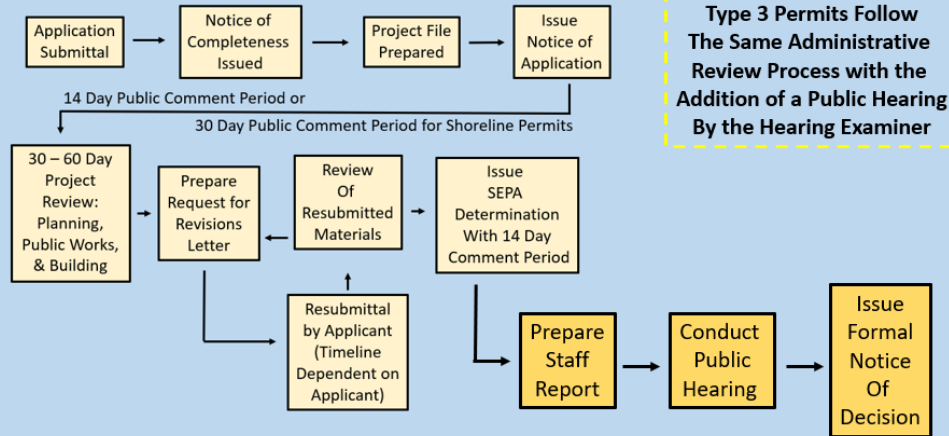 Application
Submittal
Notice of
Completeness
Issued
Project File
Prepared
Issue
Notice of
Application
Type 3 Permits Follow
The Same Administrative
Review Process with the
Addition of a Public Hearing
By the Hearing Examiner
14 Day Public Comment Period or
30 Day Public Comment Period for Shoreline Permits
30 – 60 Day
Project
Review:
Planning,
Public Works,
& Building
Prepare
Request for
Revisions
Letter
Review
Of
Resubmitted
Materials
Issue
SEPA
Determination
With 14 Day
Comment Period
Resubmittal
by Applicant
(Timeline
Dependent on
Applicant)
Prepare
Staff
Report
Conduct
Public
Hearing
Issue
Formal
Notice
Of
Decision